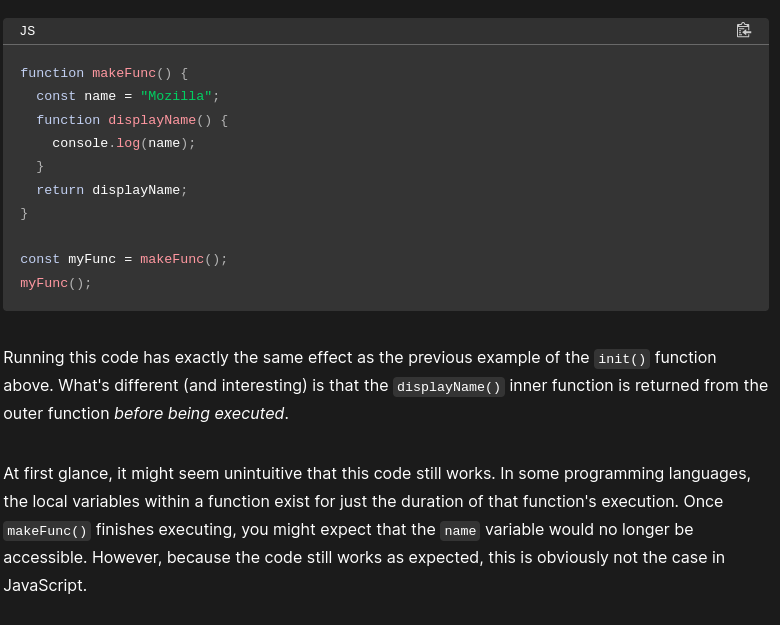 JS
function makeFunc() {
  const name = "Mozilla";
  function displayName() {
    console.log(name);
  }
  return displayName;
}
const myFunc = makeFunc();
myFunc();
Running this code has exactly the same effect as the previous example of the init() function
above. What's different (and interesting) is that the displayName() inner function is returned from the
outer function before being executed.
At first glance, it might seem unintuitive that this code still works. In some programming languages,
the local variables within a function exist for just the duration of that function's execution. Once
makeFunc() finishes executing, you might expect that the name variable would no longer be
accessible. However, because the code still works as expected, this is obviously not the case in
JavaScript.